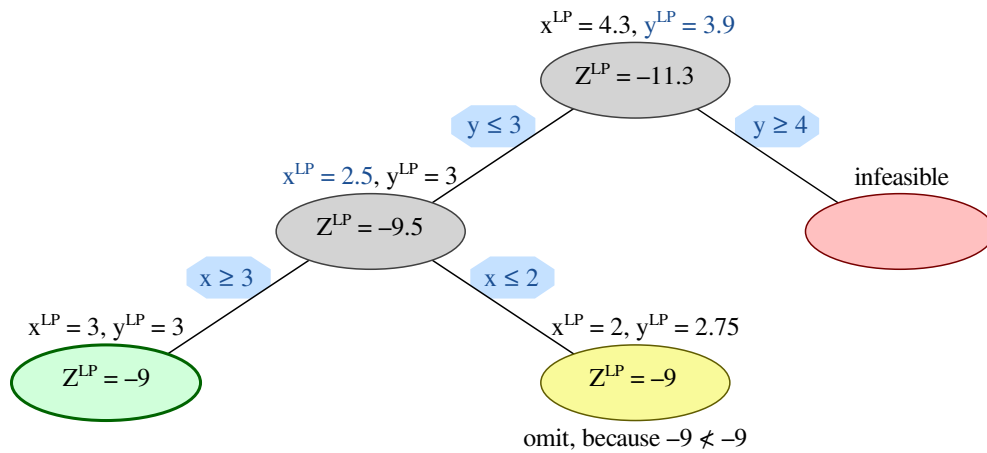 x^LP = 4.3, y^LP = 3.9
Z^LP = –11.3
y ≤ 3
y ≥ 4
x^LP = 2.5, y^LP = 3
infeasible
Z^LP = –9.5
x ≥ 3
x ≤ 2
x^LP = 3, y^LP = 3
x^LP = 2, y^LP = 2.75
Z^LP = –9
Z^LP = –9
omit, because –9 ≮ –9